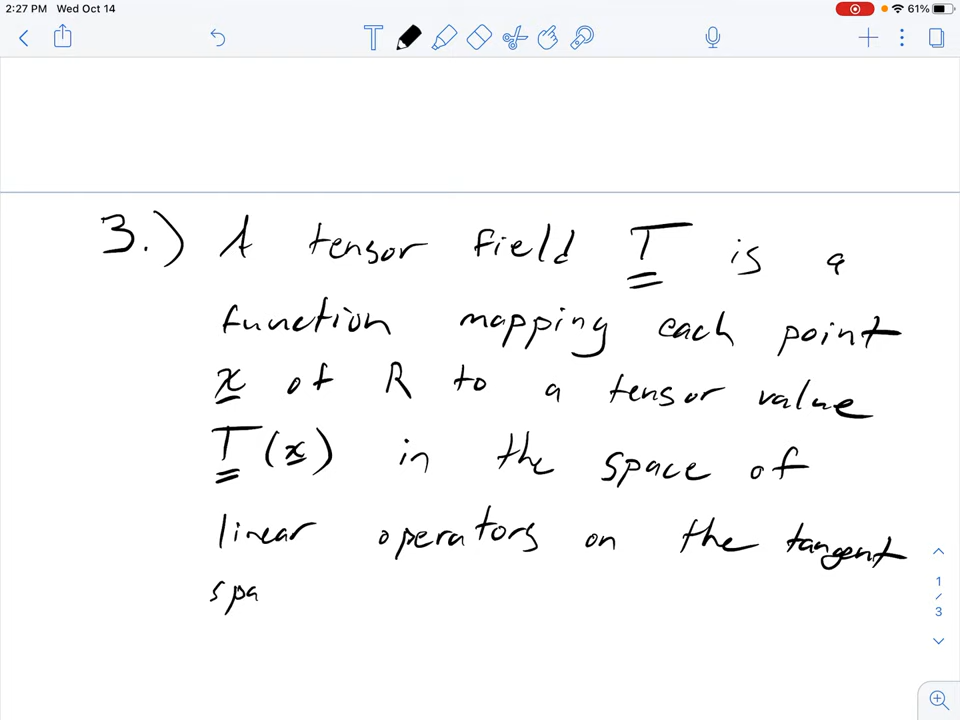 2:27 PM Wed Oct 14 61%
T
3.) A tensor field T is a
function mapping each point
x of R to a tensor value
T(x) in the space of
linear operators on the tangent
spa
1
/
3